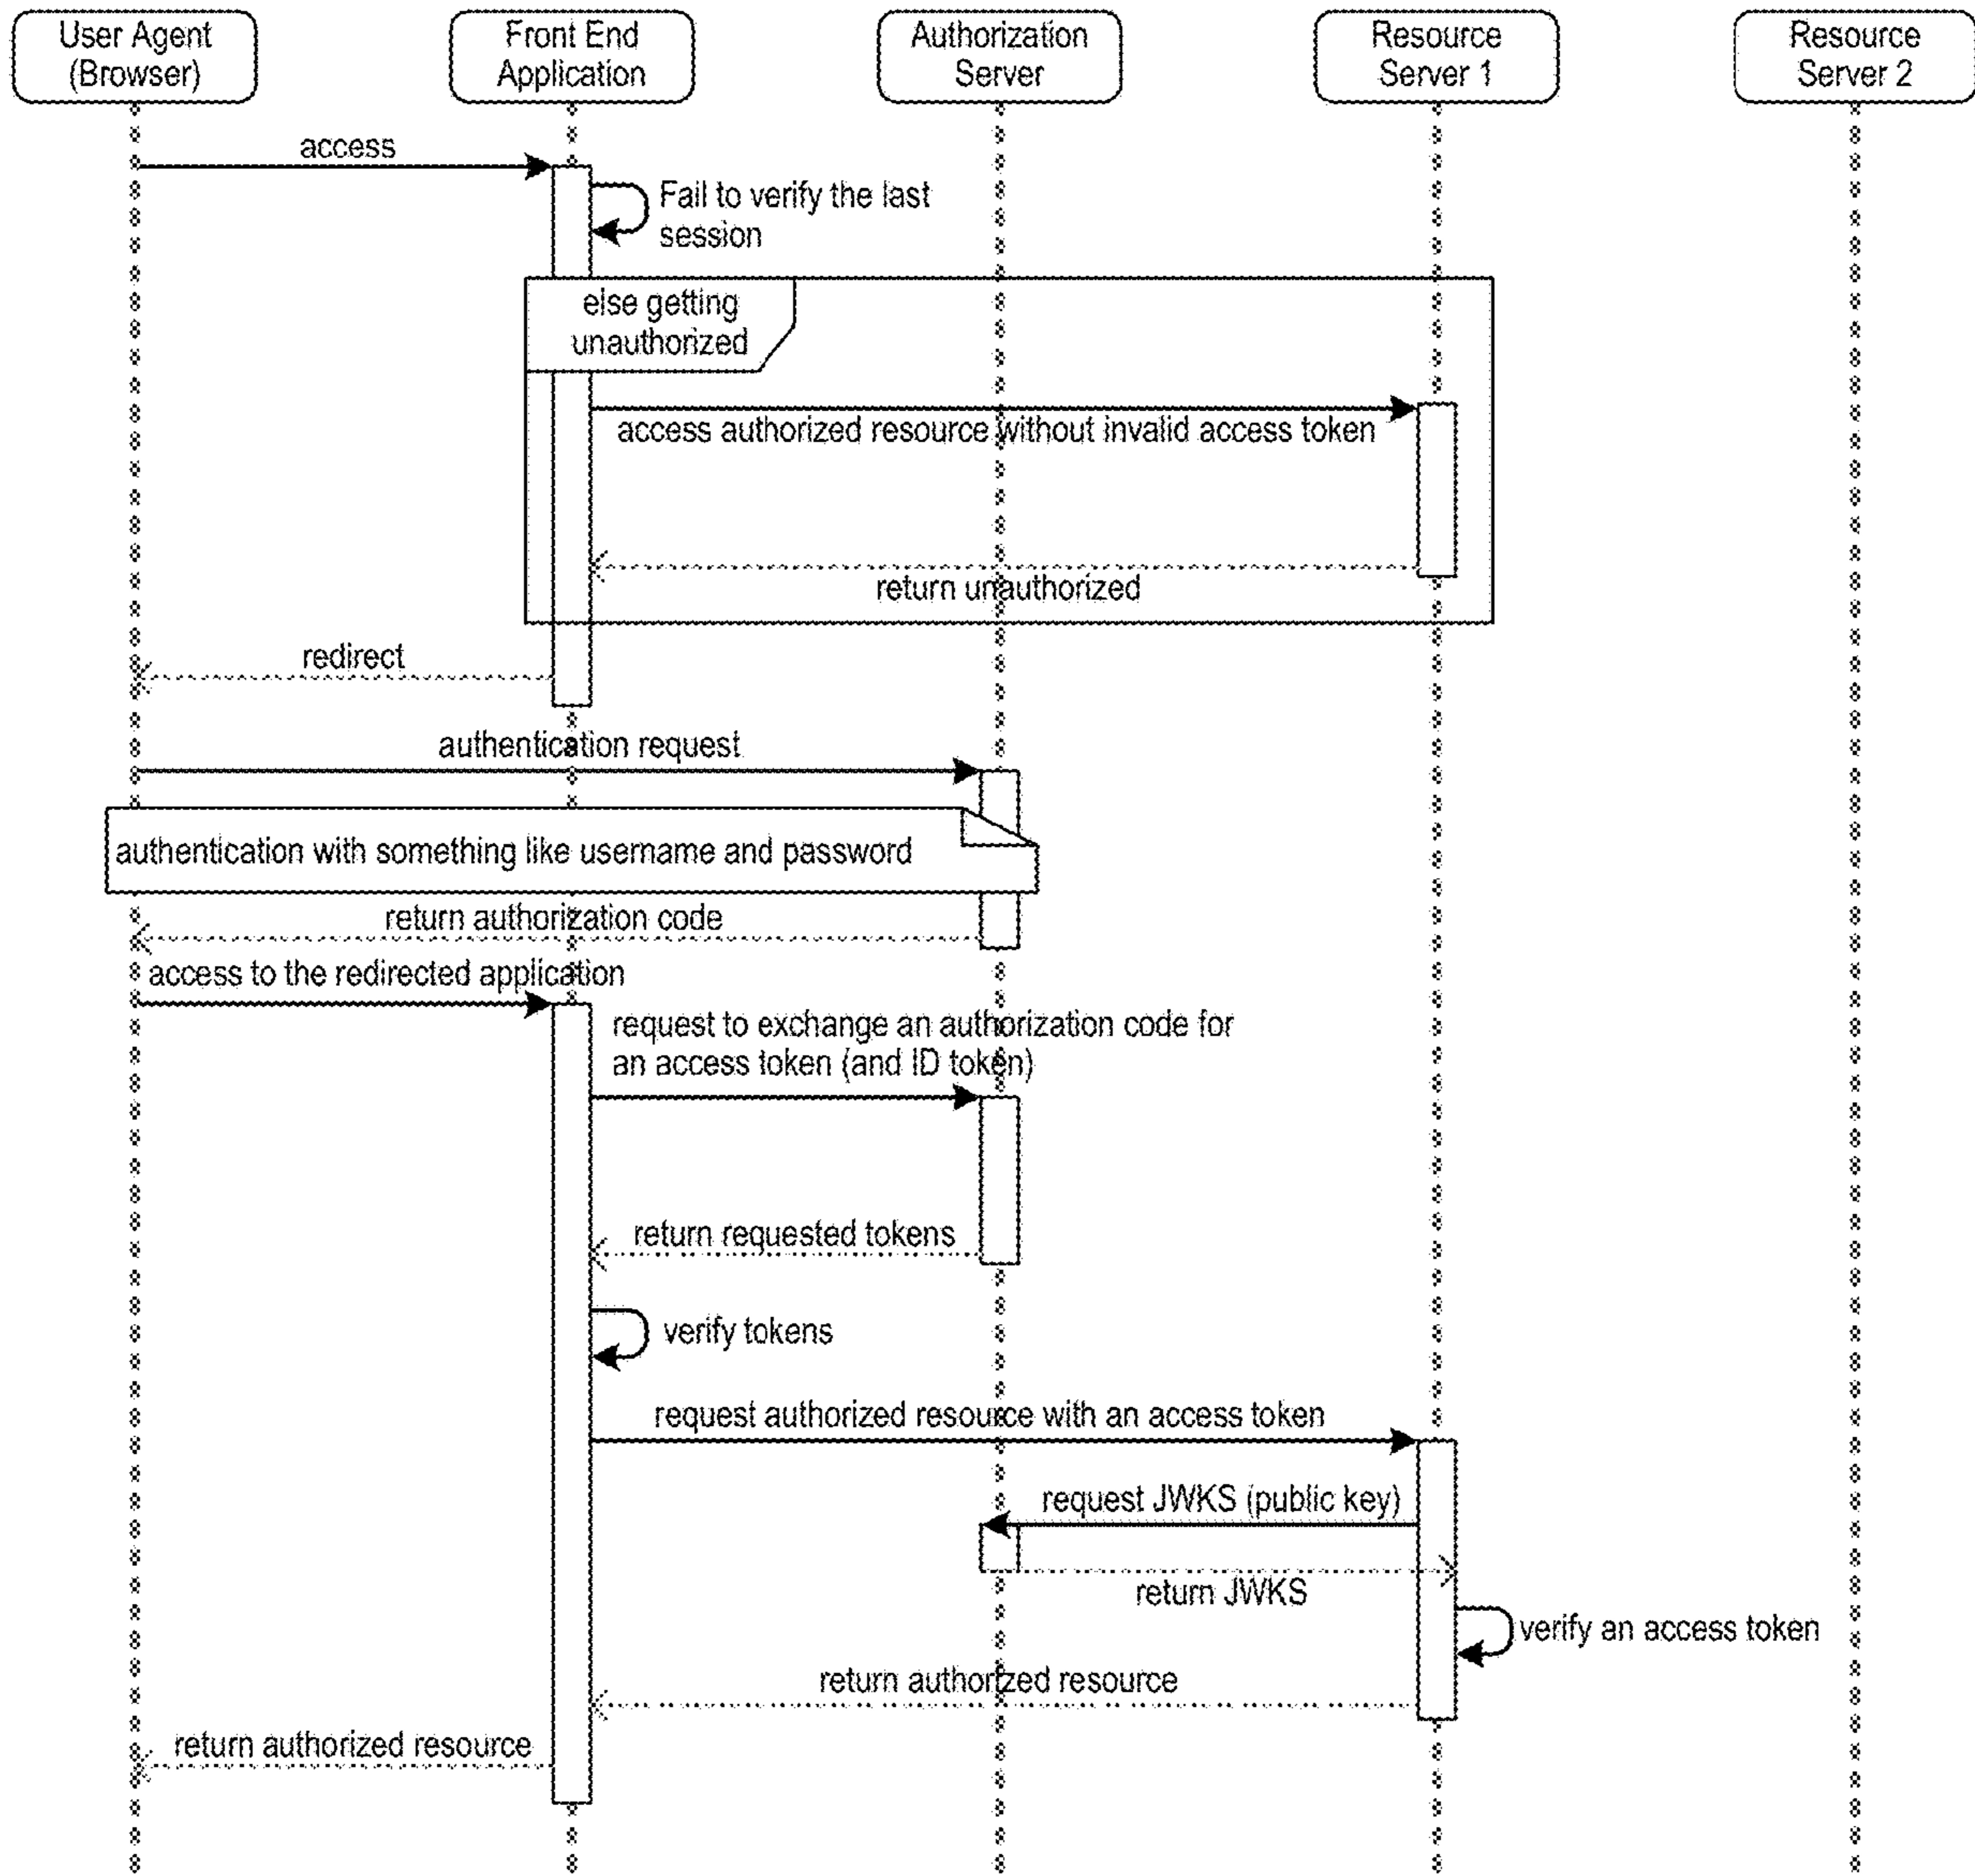 User Agent
(Browser)
Front End
Application
Authorization
Server
Resource
Server 1
Resource
Server 2
access
Fail to verify the last
session
else getting
unauthorized
access authorized resource without invalid access token
return unauthorized
redirect
authentication request
authentication with something like username and password
return authorization code
access to the redirected application
request to exchange an authorization code for
an access token (and ID token)
return requested tokens
verify tokens
request authorized resource with an access token
request JWKS (public key)
return JWKS
verify an access token
return authorized resource
return authorized resource